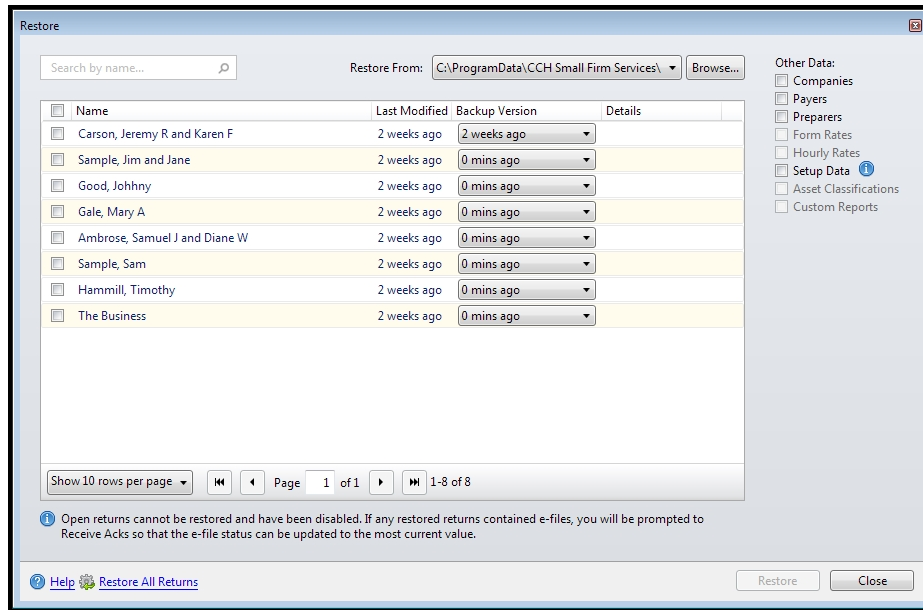 Restore
Search by name...
Restore From: C:\ProgramData\CCH Small Firm Services\ Browse...
Name Last Modified Backup Version Details
Carson, Jeremy R and Karen F 2 weeks ago 2 weeks ago
Sample, Jim and Jane 2 weeks ago 0 mins ago
Good, Johhny 2 weeks ago 0 mins ago
Gale, Mary A 2 weeks ago 0 mins ago
Ambrose, Samuel J and Diane W 2 weeks ago 0 mins ago
Sample, Sam 2 weeks ago 0 mins ago
Hammill, Timothy 2 weeks ago 0 mins ago
The Business 2 weeks ago 0 mins ago
Show 10 rows per page Page 1 of 1 1-8 of 8
Open returns cannot be restored and have been disabled. If any restored returns contained e-files, you will be prompted to
Receive Acks so that the e-file status can be updated to the most current value.
Other Data:
Companies
Payers
Preparers
Form Rates
Hourly Rates
Setup Data
Asset Classifications
Custom Reports
Help Restore All Returns Restore Close